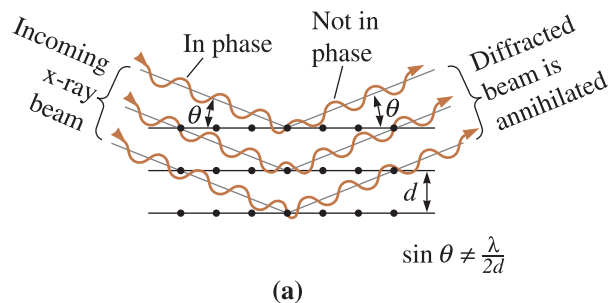 Incoming
x-ray
beam
In phase
Not in
phase
Diffracted
beam is
annihilated
θ
θ
d
sin θ ≠ λ/2d
(a)